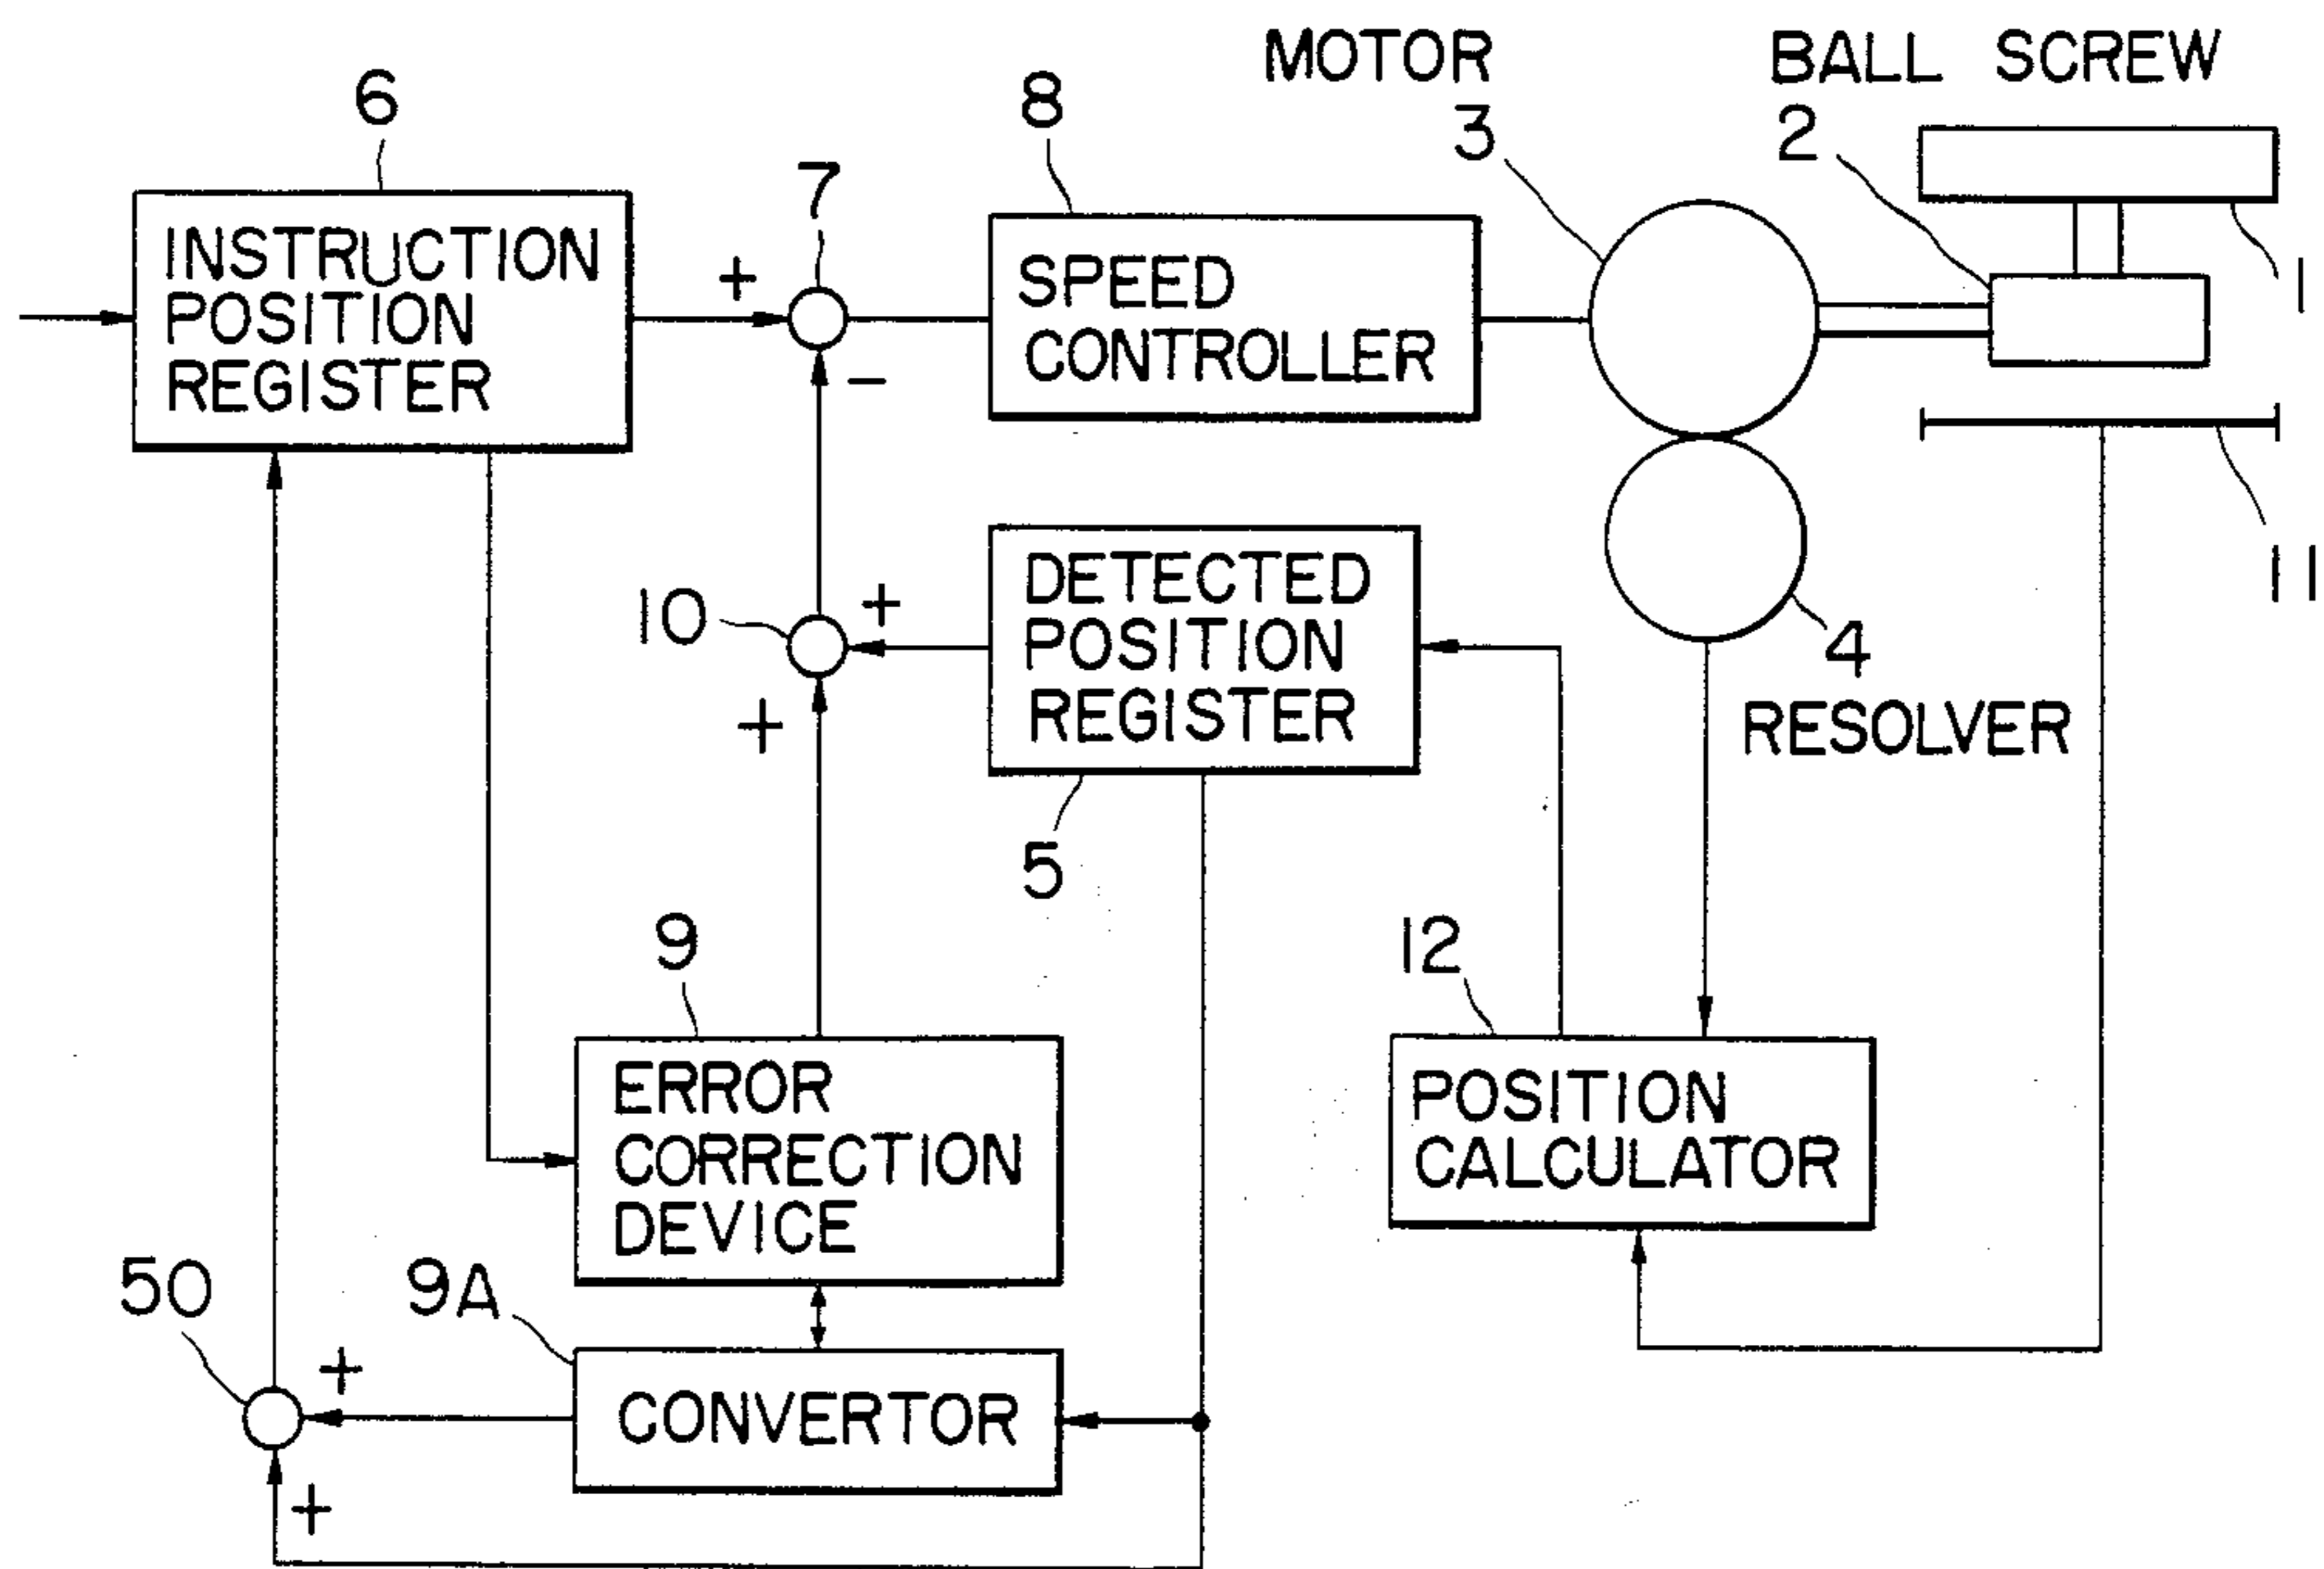 MOTOR
3
BALL SCREW
2
6
7
8
INSTRUCTION
POSITION
REGISTER
+
−
SPEED
CONTROLLER
1
11
10
+
+
DETECTED
POSITION
REGISTER
5
4
RESOLVER
9
12
ERROR
CORRECTION
DEVICE
POSITION
CALCULATOR
50
9A
+
+
CONVERTOR